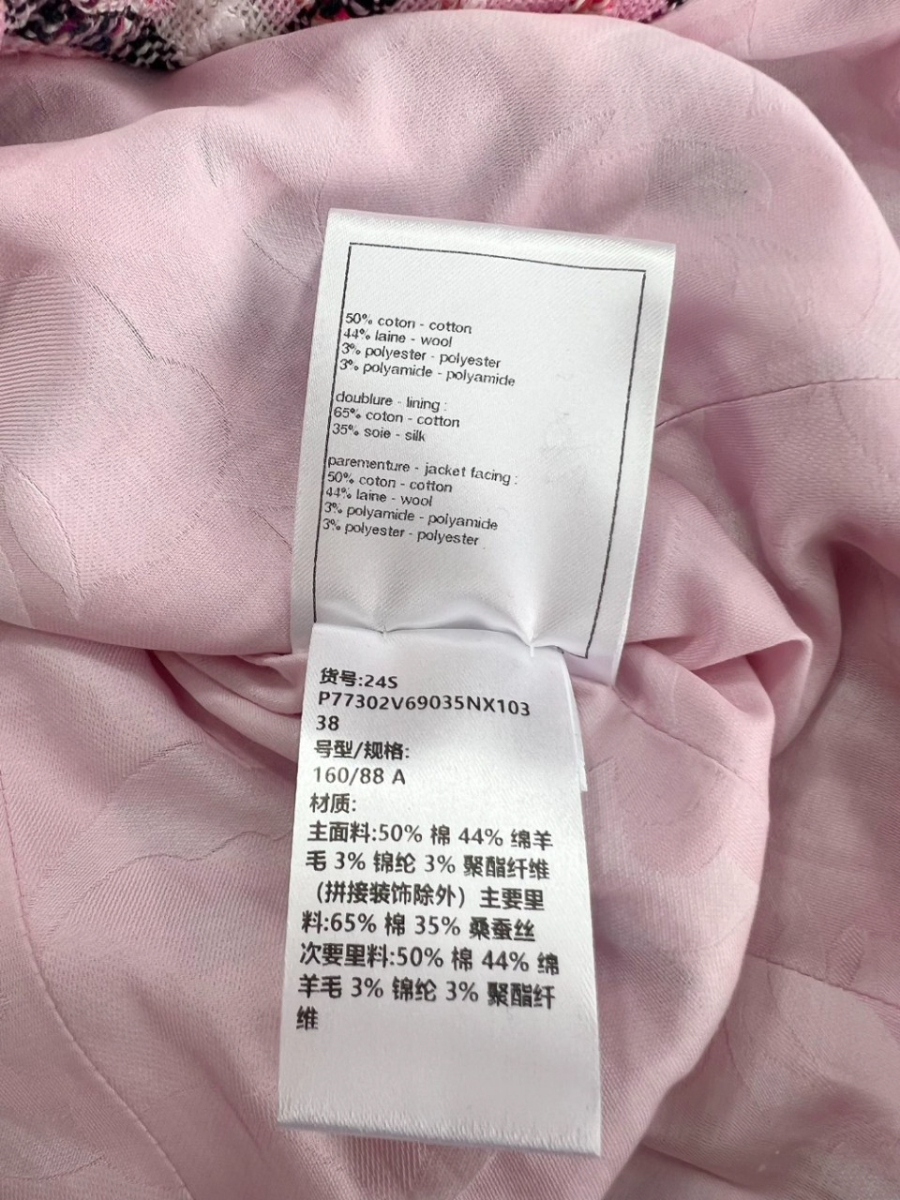 50% coton - cotton
44% laine - wool
3% polyester - polyester
3% polyamide - polyamide
doublure - lining :
65% coton - cotton
35% soie - silk
parementure - jacket facing :
50% coton - cotton
44% laine - wool
3% polyamide - polyamide
3% polyester - polyester
货号:24S
P77302V69035NX103
38
号型/规格:
160/88 A
材质:
主面料:50% 棉 44% 绵羊
毛 3% 锦纶 3% 聚酯纤维
（拼接装饰除外）主要里
料:65% 棉 35% 桑蚕丝
次要里料:50% 棉 44% 绵
羊毛 3% 锦纶 3% 聚酯纤
维